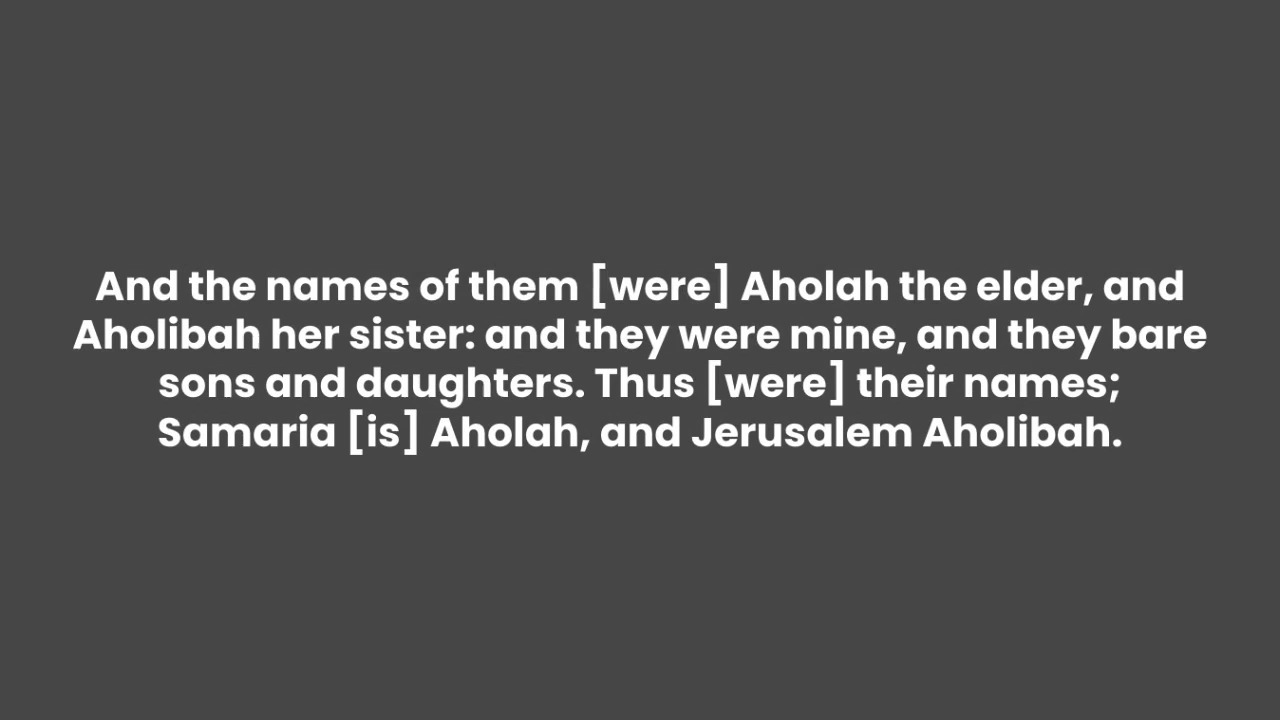 And the names of them [were] Aholah the elder, and
Aholibah her sister: and they were mine, and they bare
sons and daughters. Thus [were] their names;
Samaria [is] Aholah, and Jerusalem Aholibah.